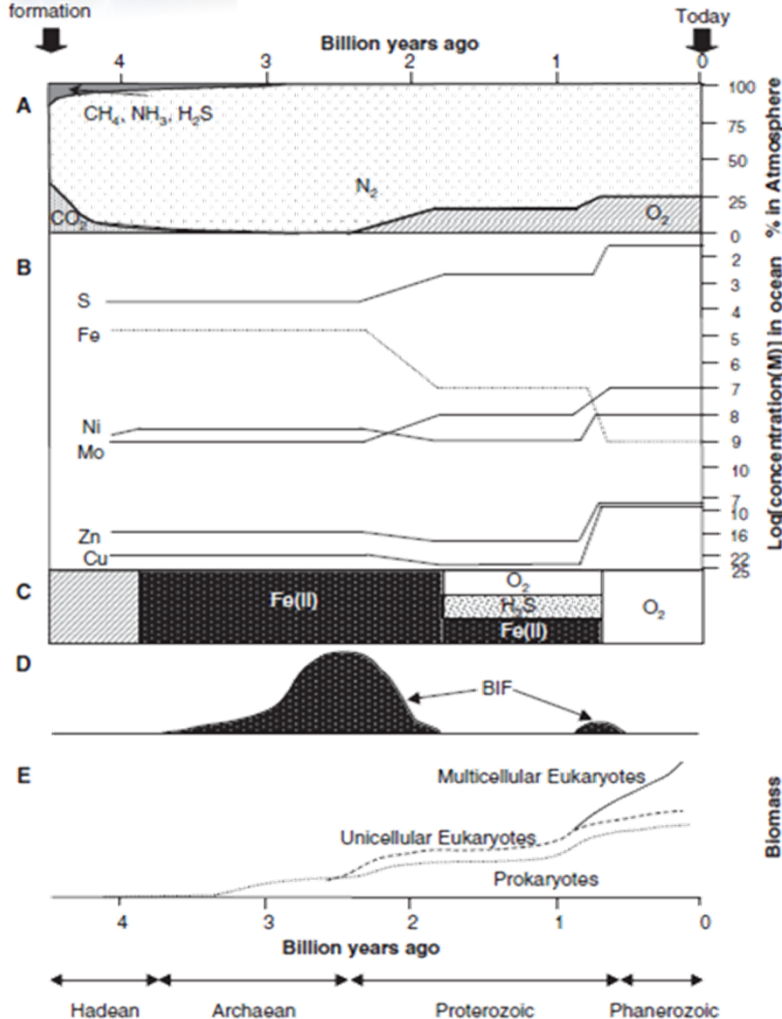 formation
Today
Billion years ago
4 3 2 1 0
A
CH₄, NH₃, H₂S
N₂
CO₂
O₂
100
75
50
25
0
% in Atmosphere
B
S
Fe
Ni
Mo
Zn
Cu
2
3
4
5
6
7
8
9
10
7
10
16
22
25
Log[concentration(M)] in ocean
C
Fe(II)
O₂
H₂S
Fe(II)
O₂
D
BIF
E
Multicellular Eukaryotes
Unicellular Eukaryotes
Prokaryotes
Biomass
4 3 2 1 0
Billion years ago
Hadean Archaean Proterozoic Phanerozoic